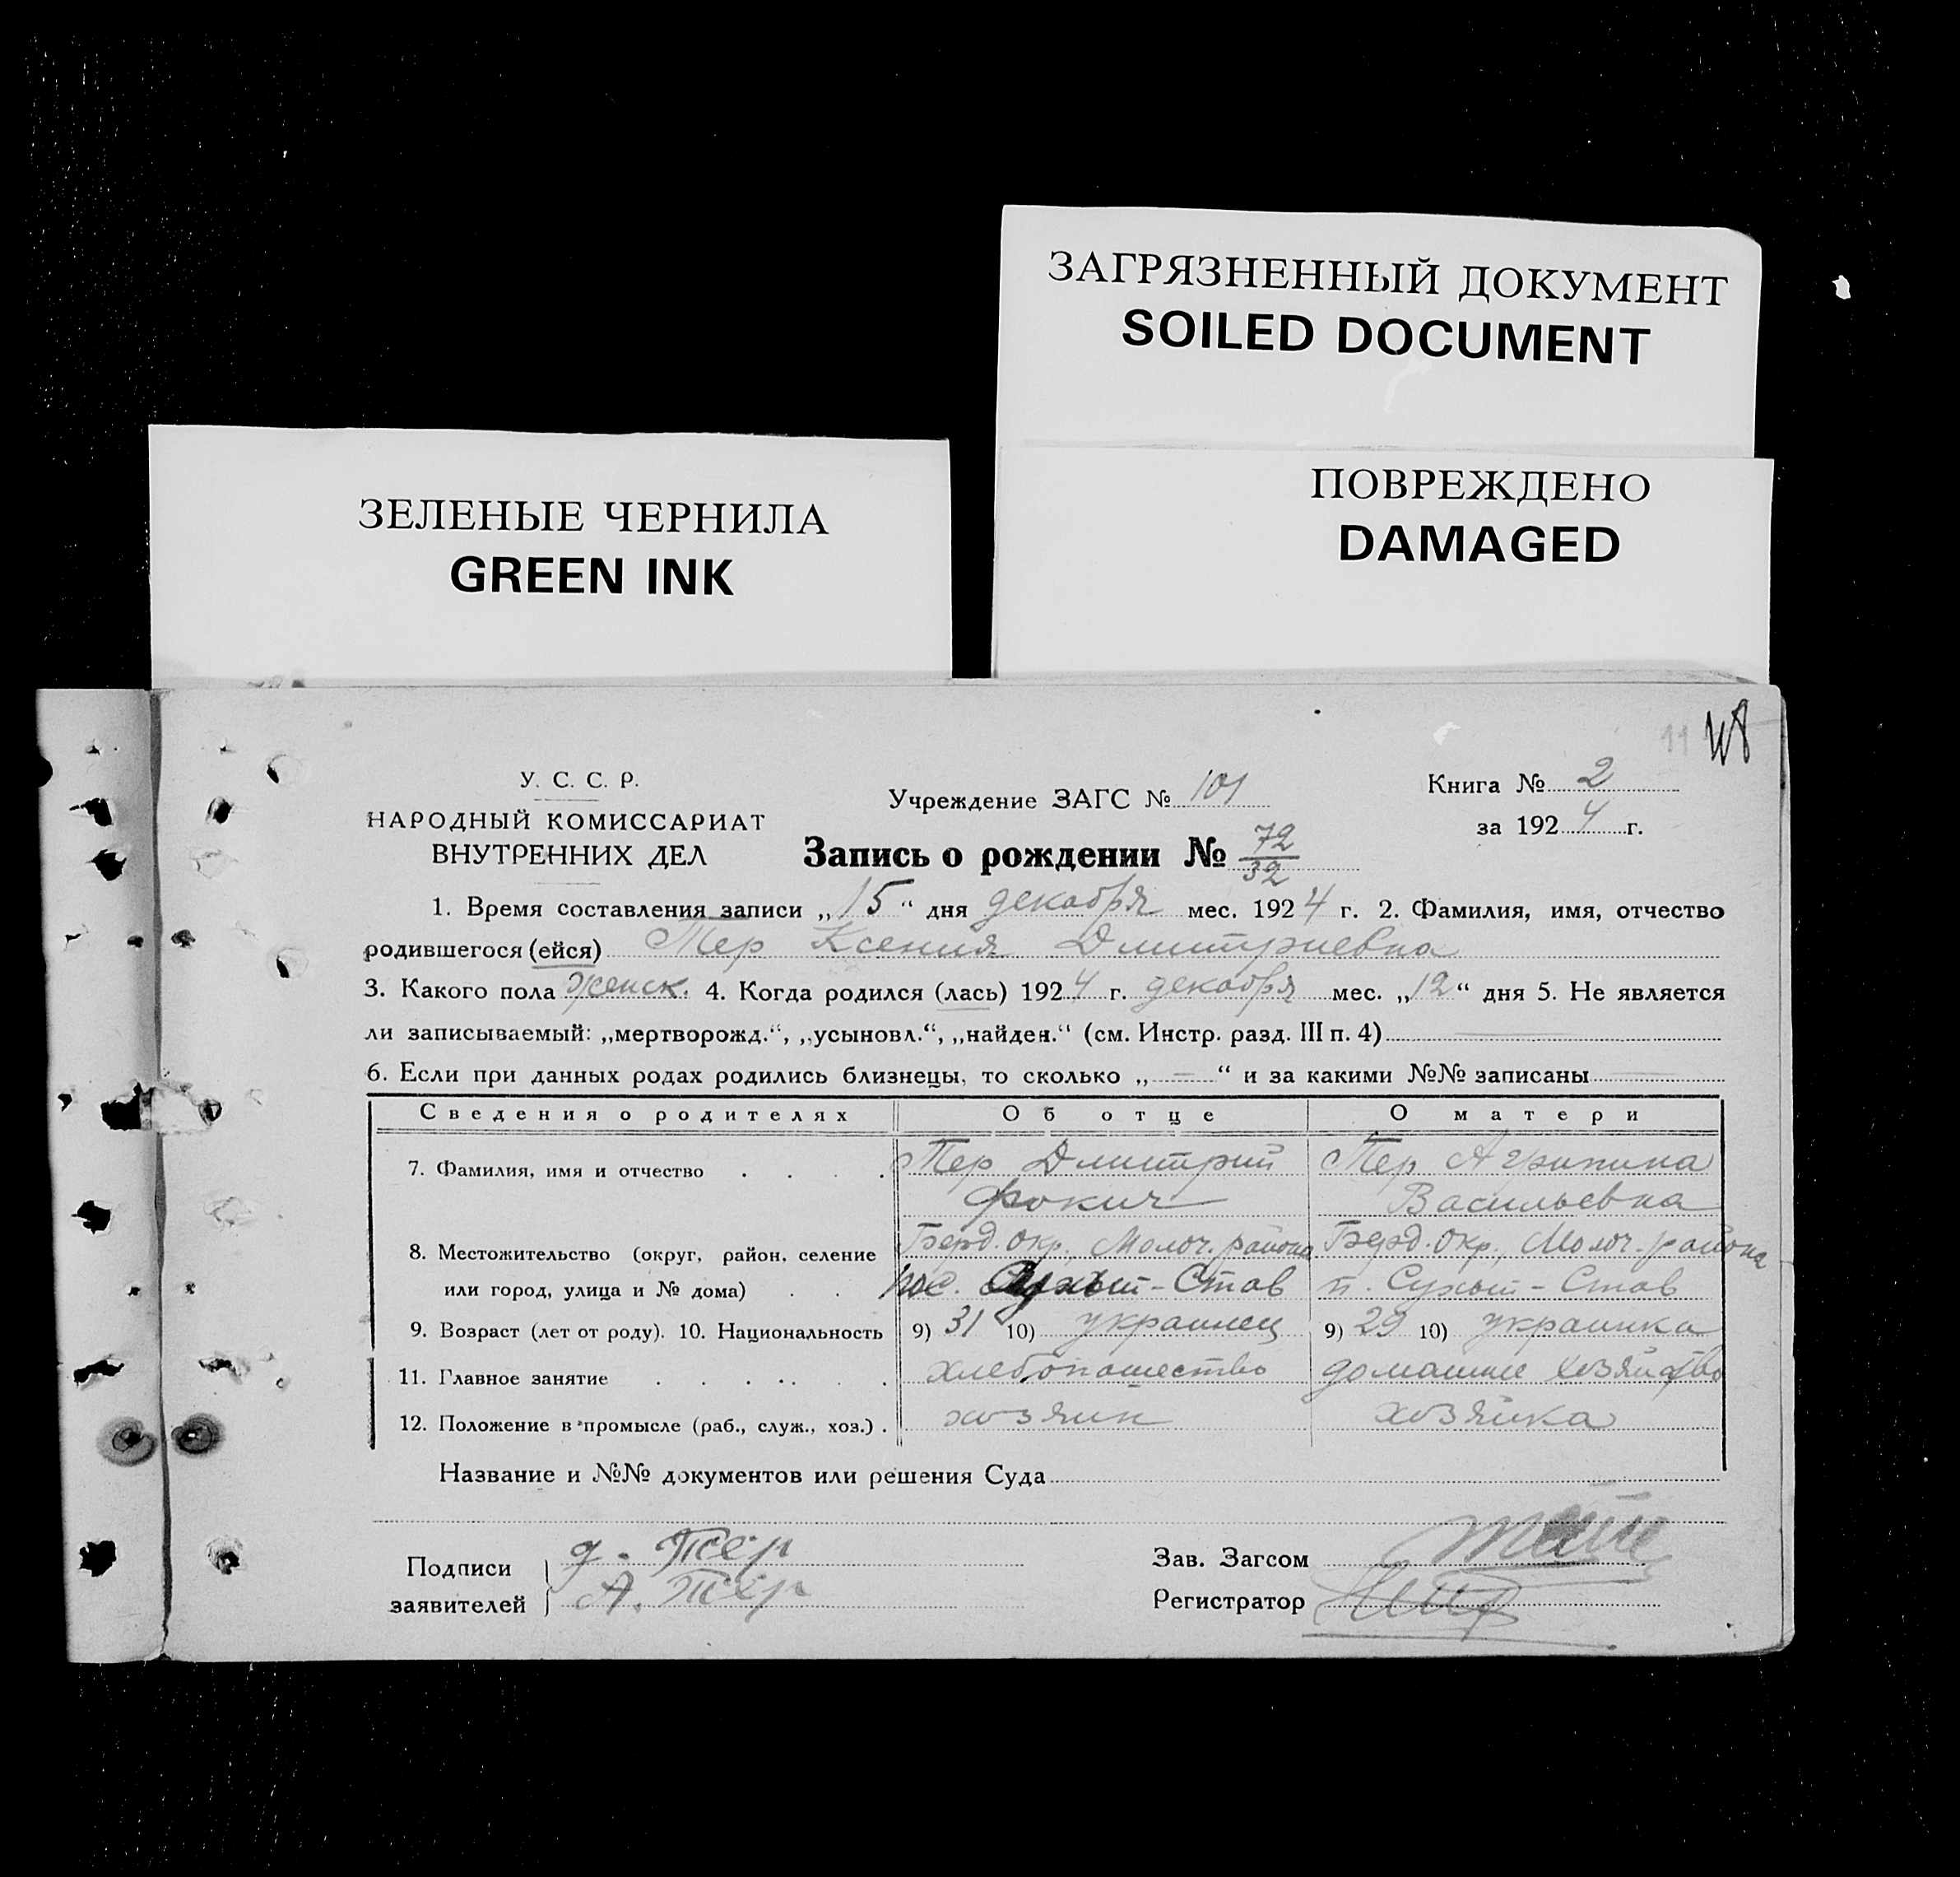 ЗАГРЯЗНЕННЫЙ ДОКУМЕНТ
SOILED DOCUMENT
ЗЕЛЕНЫЕ ЧЕРНИЛА
GREEN INK
ПОВРЕЖДЕНО
DAMAGED
11 48
У. С. С. Р.
НАРОДНЫЙ КОМИССАРИАТ
ВНУТРЕННИХ ДЕЛ
Учреждение ЗАГС № 101
Книга № 2
за 1924 г.
Запись о рождении № 72/32
1. Время составления записи „15“ дня декабря мес. 1924 г. 2. Фамилия, имя, отчество
родившегося (ейся) Тер Ксения Дмитриевна
3. Какого пола женск. 4. Когда родился (лась) 1924 г. декабря мес. „12“ дня 5. Не является
ли записываемый: „мертворожд.“, „усыновл.“, „найден.“ (см. Инстр. разд. III п. 4)
6. Если при данных родах родились близнецы, то сколько „—“ и за какими №№ записаны
Сведения о родителях Об отце О матери
7. Фамилия, имя и отчество . . . . Тер Дмитрий Тер Агрипина
Фокич Васильевна
8. Местожительство (округ, район, селение Берд. окр., Молоч. района Берд. окр., Молоч. района
или город, улица и № дома) . . пос. Сухый-Став п. Сухый-Став
9. Возраст (лет от роду). 10. Национальность 9) 31 10) украинец 9) 29 10) украинка
11. Главное занятие . . . . . . хлебопашество домашнее хозяйство
12. Положение в промысле (раб., служ., хоз.) . хозяин хозяйка
Название и №№ документов или решения Суда
Подписи
заявителей
Д. Тер
А. Тер
Зав. Загсом
Регистратор